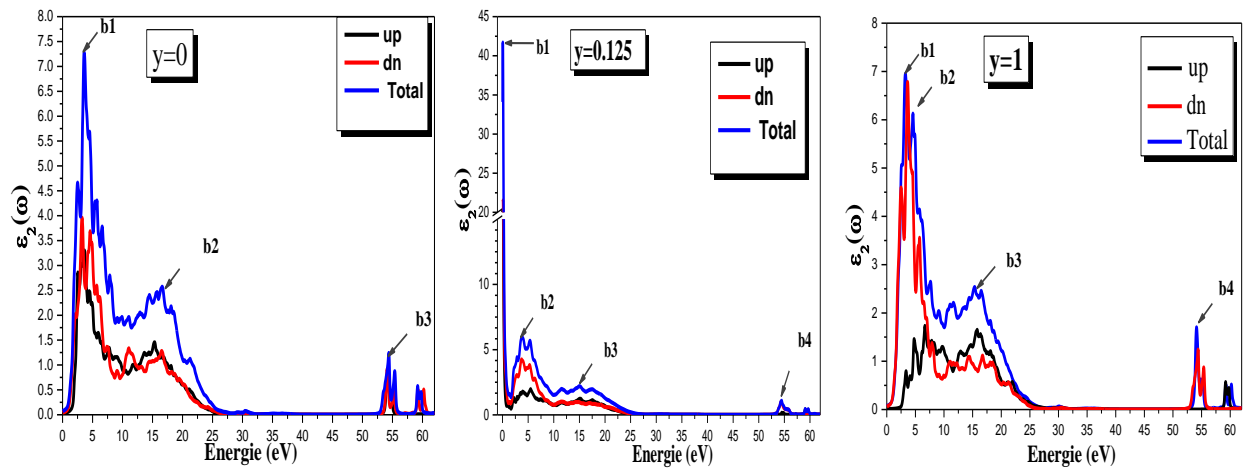 y=0
up
dn
Total
b1
b2
b3
ε2(ω)
8.0
7.5
7.0
6.5
6.0
5.5
5.0
4.5
4.0
3.5
3.0
2.5
2.0
1.5
1.0
0.5
0.0
0 5 10 15 20 25 30 35 40 45 50 55 60
Energie (eV)
y=0.125
up
dn
Total
b1
b2
b3
b4
ε2(ω)
45
40
35
30
25
20
10
5
0
0 5 10 15 20 25 30 35 40 45 50 55 60
Energie (eV)
y=1
up
dn
Total
b1
b2
b3
b4
ε2(ω)
8
7
6
5
4
3
2
1
0
0 5 10 15 20 25 30 35 40 45 50 55 60
Energie (eV)